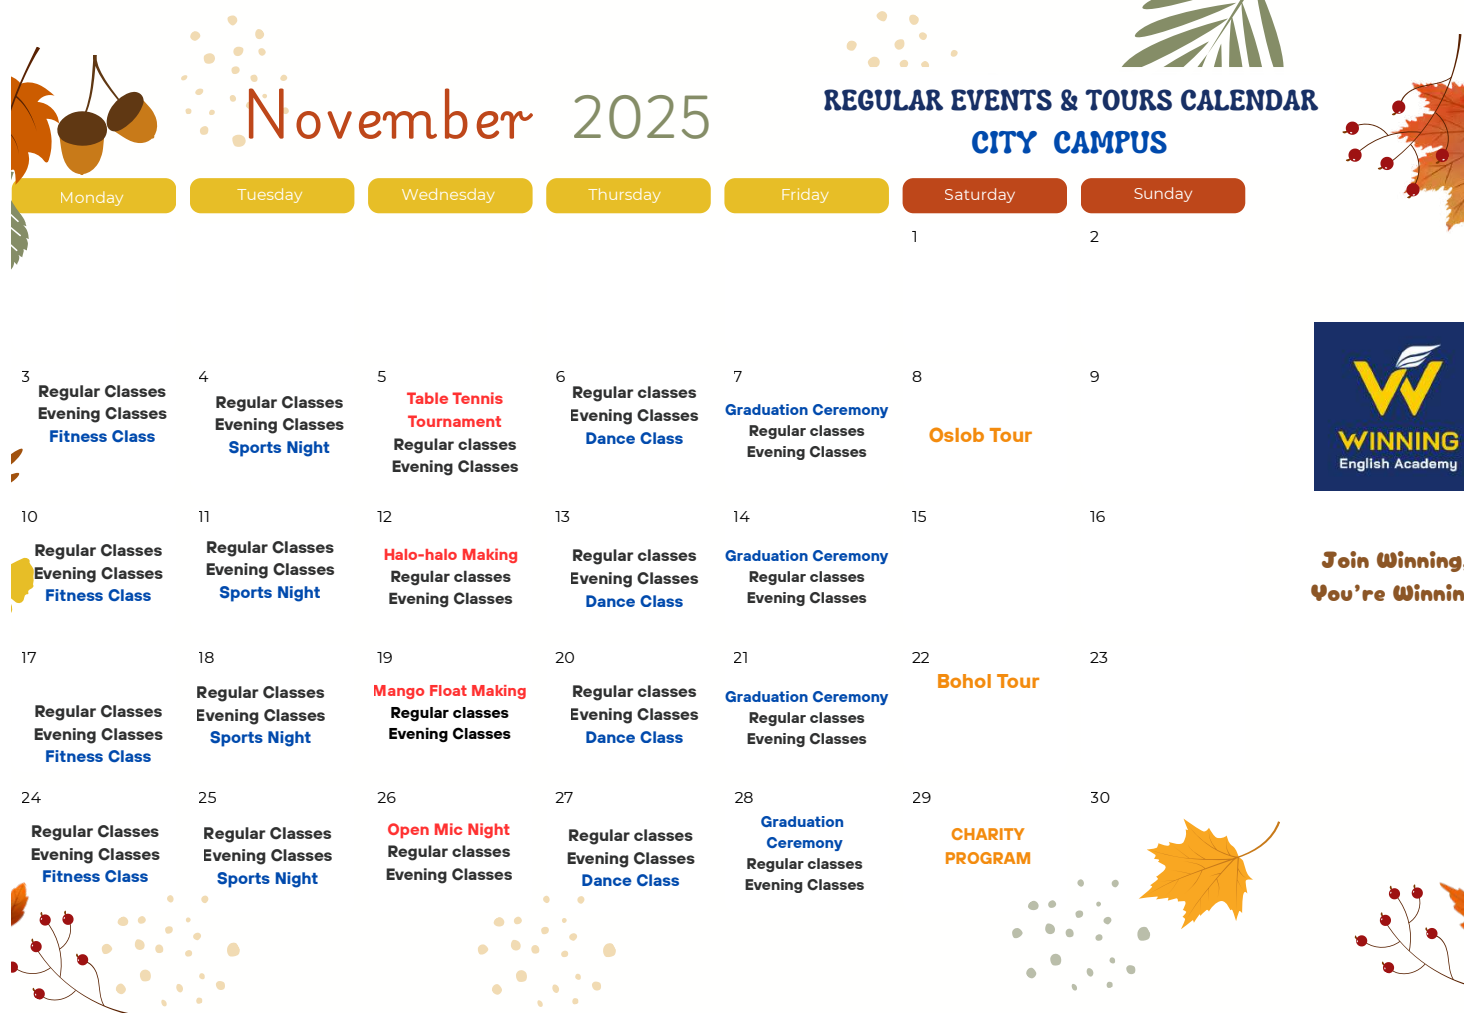 November 2025
REGULAR EVENTS & TOURS CALENDAR
CITY CAMPUS
Monday
Tuesday
Wednesday
Thursday
Friday
Saturday
Sunday
1
2
3
Regular Classes
Evening Classes
Fitness Class
4
Regular Classes
Evening Classes
Sports Night
5
Table Tennis
Tournament
Regular classes
Evening Classes
6
Regular classes
Evening Classes
Dance Class
7
Graduation Ceremony
Regular classes
Evening Classes
8
Oslob Tour
9
WINNING
English Academy
10
Regular Classes
Evening Classes
Fitness Class
11
Regular Classes
Evening Classes
Sports Night
12
Halo-halo Making
Regular classes
Evening Classes
13
Regular classes
Evening Classes
Dance Class
14
Graduation Ceremony
Regular classes
Evening Classes
15
16
Join Winning,
You're Winnin
17
Regular Classes
Evening Classes
Fitness Class
18
Regular Classes
Evening Classes
Sports Night
19
Mango Float Making
Regular classes
Evening Classes
20
Regular classes
Evening Classes
Dance Class
21
Graduation Ceremony
Regular classes
Evening Classes
22
Bohol Tour
23
24
Regular Classes
Evening Classes
Fitness Class
25
Regular Classes
Evening Classes
Sports Night
26
Open Mic Night
Regular classes
Evening Classes
27
Regular classes
Evening Classes
Dance Class
28
Graduation
Ceremony
Regular classes
Evening Classes
29
CHARITY
PROGRAM
30